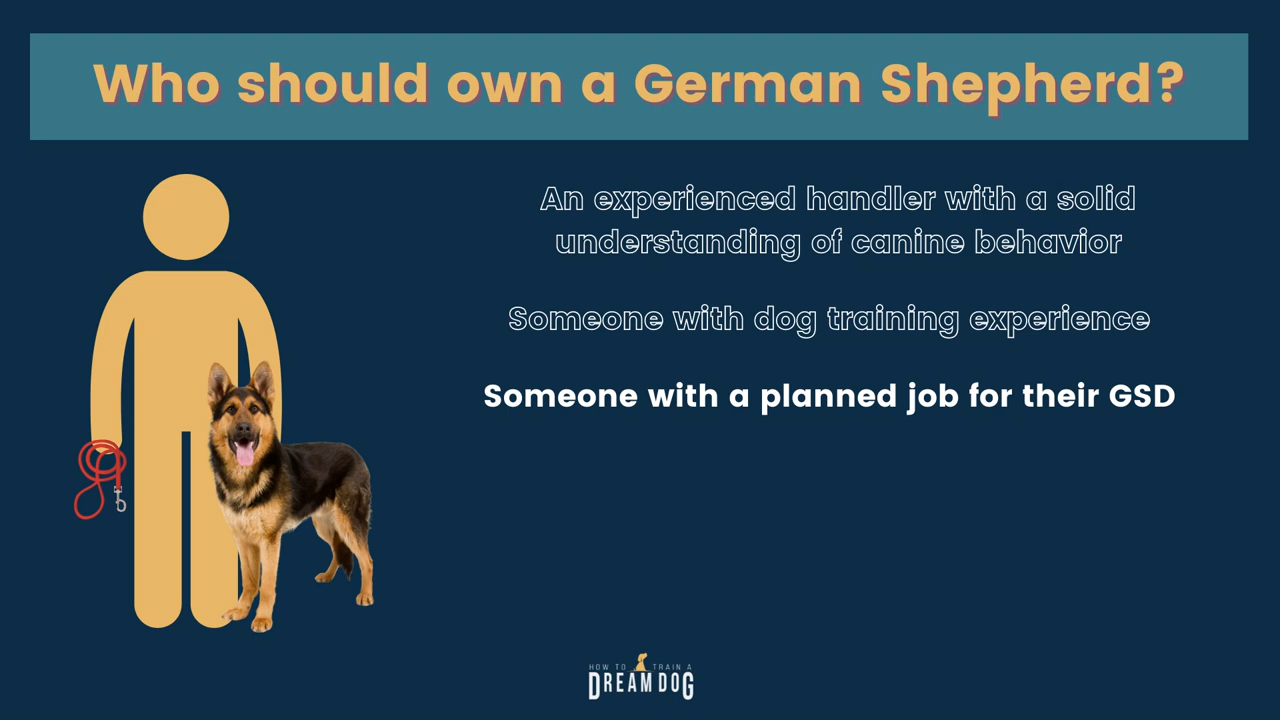 Who should own a German Shepherd?
An experienced handler with a solid
understanding of canine behavior
Someone with dog training experience
Someone with a planned job for their GSD
HOW TO TRAIN A
DREAM DOG